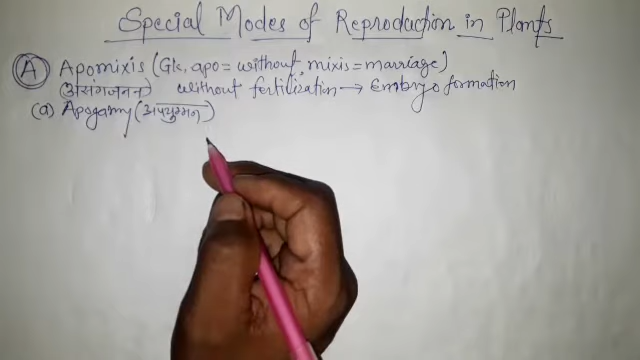 Special Modes of Reproduction in Plants
A Apomixis (Gk, apo = without, mixis = marriage)
(असंगजनन) without fertilization → Embryo formation
(a) Apogamy (अपयुग्मन)